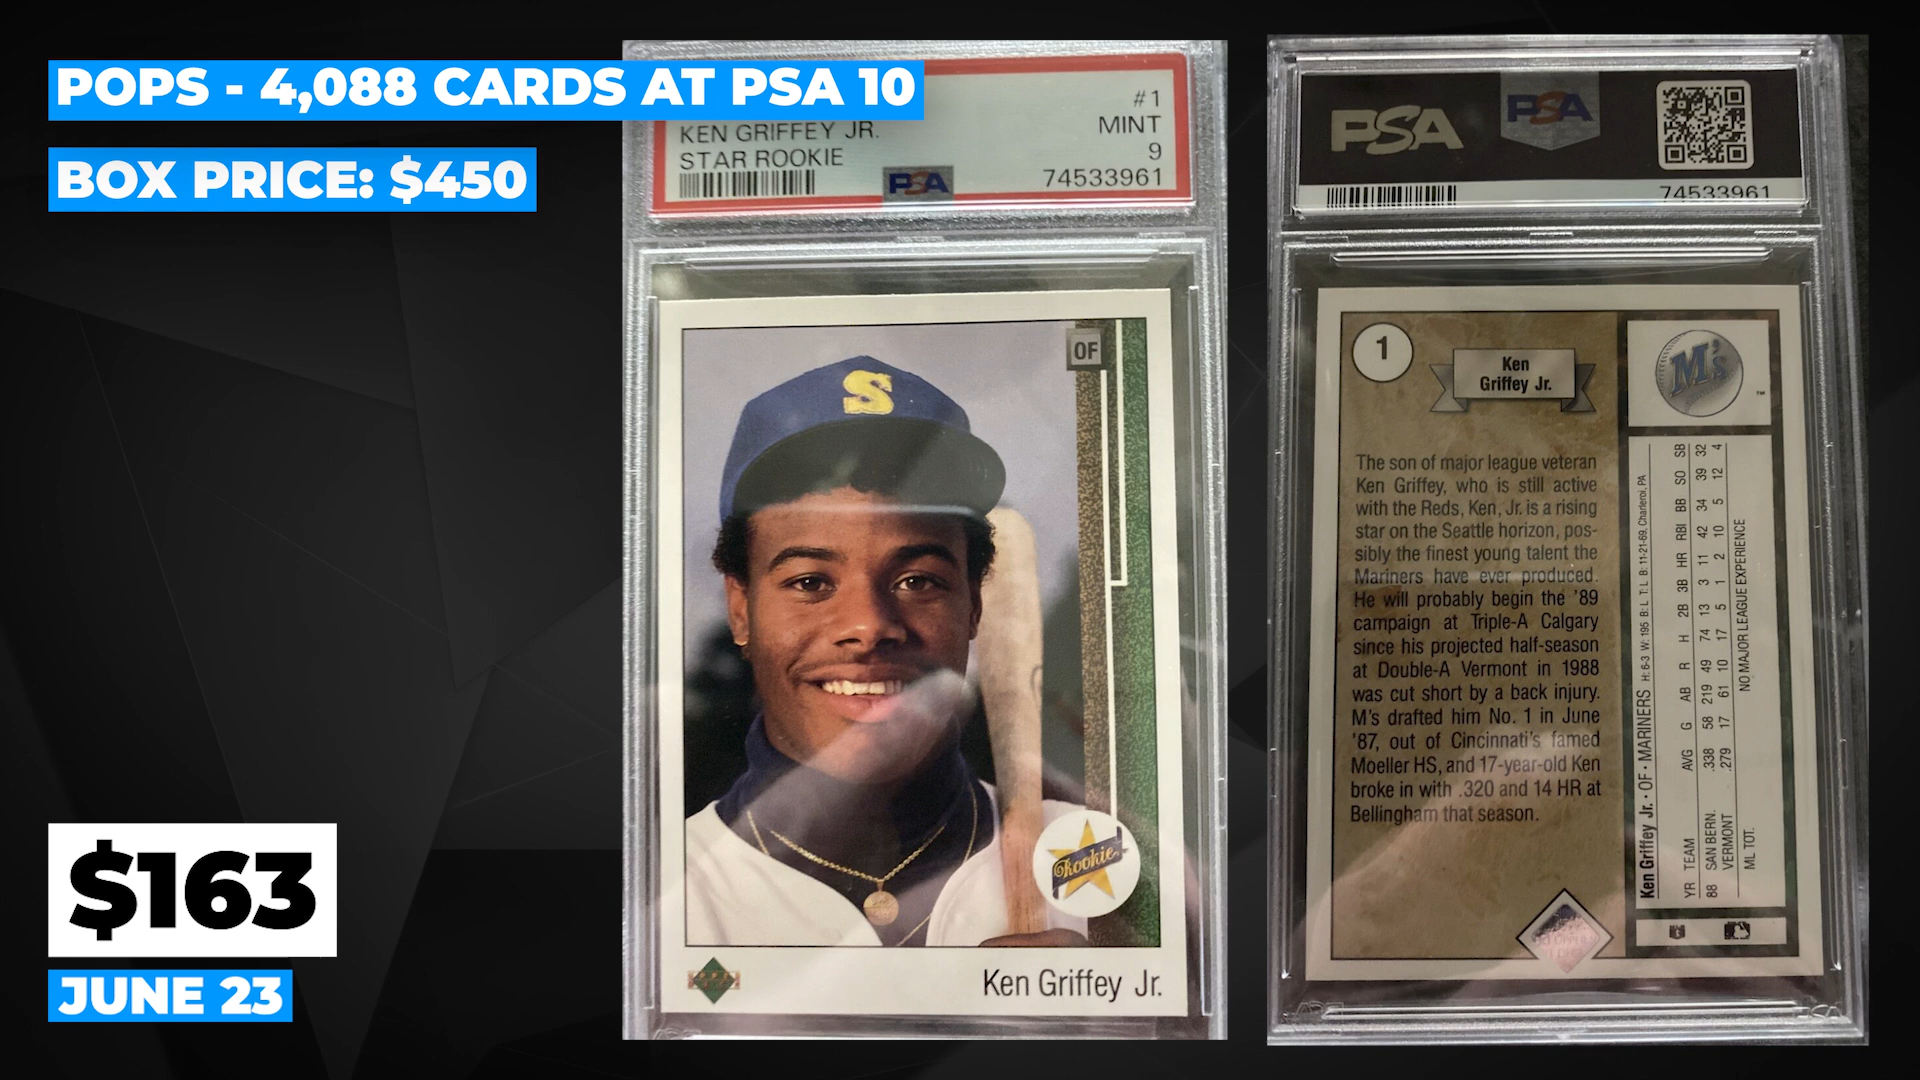 POPS - 4,088 CARDS AT PSA 10
BOX PRICE: $450
$163
JUNE 23
#1
KEN GRIFFEY JR.
MINT
STAR ROOKIE
9
PSA
74533961
OF
S
Rookie
Ken Griffey Jr.
PSA
PSA
74533961
1
Ken
Griffey Jr.
M's
TM
The son of major league veteran
Ken Griffey, who is still active
with the Reds, Ken, Jr. is a rising
star on the Seattle horizon, pos-
sibly the finest young talent the
Mariners have ever produced.
He will probably begin the '89
campaign at Triple-A Calgary
since his projected half-season
at Double-A Vermont in 1988
was cut short by a back injury.
M's drafted him No. 1 in June
'87, out of Cincinnati's famed
Moeller HS, and 17-year-old Ken
broke in with .320 and 14 HR at
Bellingham that season.
Ken Griffey Jr. • OF • MARINERS H: 6-3 W: 195 B: L T: L B: 11-21-69, Charleroi, PA
YR TEAM AVG G AB R H 2B 3B HR RBI BB SO SB
88 SAN BERN. .338 58 219 49 74 13 3 11 42 34 39 32
VERMONT .279 17 61 10 17 5 1 2 10 5 12 4
ML TOT. NO MAJOR LEAGUE EXPERIENCE